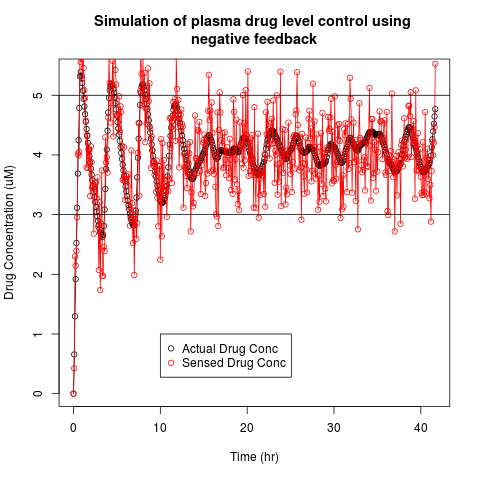 Simulation of plasma drug level control using
negative feedback
Drug Concentration (uM)
5
4
3
2
1
0
Actual Drug Conc
Sensed Drug Conc
0 10 20 30 40
Time (hr)